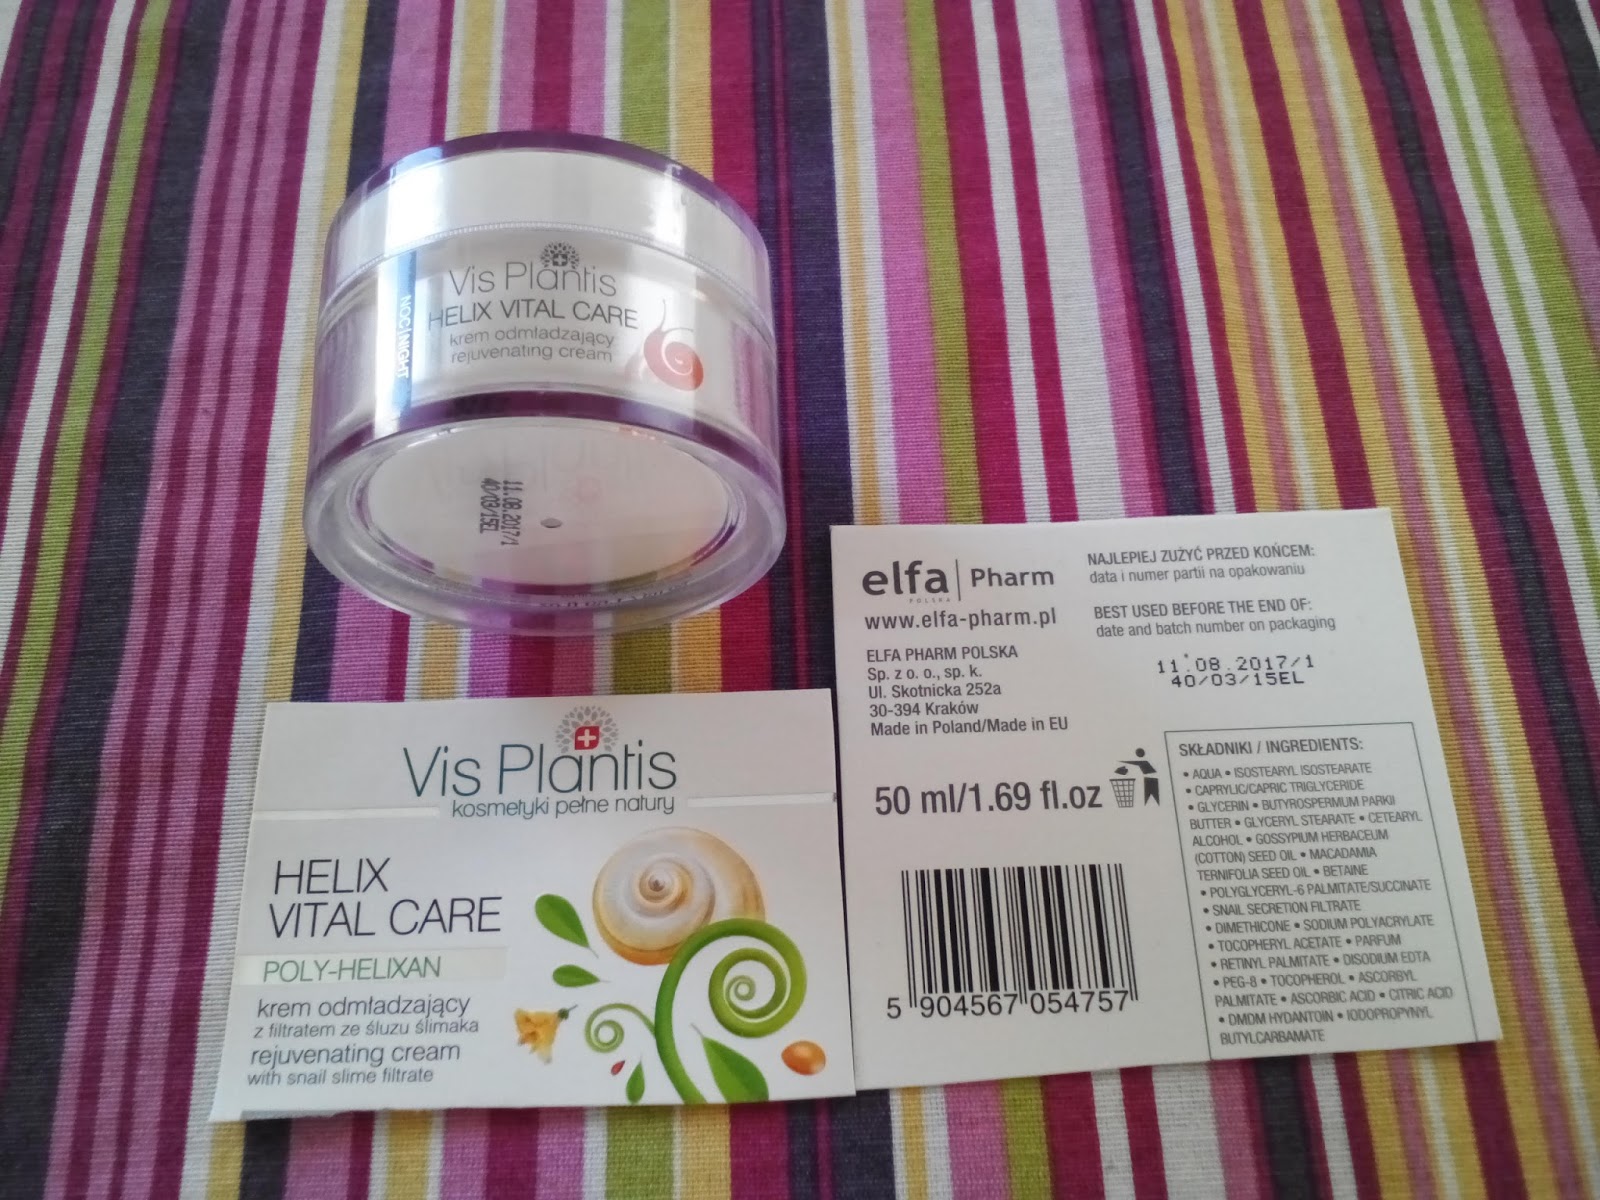 Vis Plantis
HELIX VITAL CARE
krem odmładzający
rejuvenating cream
NOC|NIGHT
11.08.2017/1
40/03/15EL
Vis Plantis
kosmetyki pełne natury
HELIX
VITAL CARE
POLY-HELIXAN
krem odmładzający
z filtratem ze śluzu ślimaka
rejuvenating cream
with snail slime filtrate
elfa Pharm
POLSKA
www.elfa-pharm.pl
ELFA PHARM POLSKA
Sp. z o. o., sp. k.
Ul. Skotnicka 252a
30-394 Kraków
Made in Poland/Made in EU
50 ml/1.69 fl.oz
5 904567 054757
NAJLEPIEJ ZUŻYĆ PRZED KOŃCEM:
data i numer partii na opakowaniu
BEST USED BEFORE THE END OF:
date and batch number on packaging
11.08.2017/1
40/03/15EL
SKŁADNIKI / INGREDIENTS:
• AQUA • ISOSTEARYL ISOSTEARATE
• CAPRYLIC/CAPRIC TRIGLYCERIDE
• GLYCERIN • BUTYROSPERMUM PARKII
BUTTER • GLYCERYL STEARATE • CETEARYL
ALCOHOL • GOSSYPIUM HERBACEUM
(COTTON) SEED OIL • MACADAMIA
TERNIFOLIA SEED OIL • BETAINE
• POLYGLYCERYL-6 PALMITATE/SUCCINATE
• SNAIL SECRETION FILTRATE
• DIMETHICONE • SODIUM POLYACRYLATE
• TOCOPHERYL ACETATE • PARFUM
• RETINYL PALMITATE • DISODIUM EDTA
• PEG-8 • TOCOPHEROL • ASCORBYL
PALMITATE • ASCORBIC ACID • CITRIC ACID
• DMDM HYDANTOIN • IODOPROPYNYL
BUTYLCARBAMATE